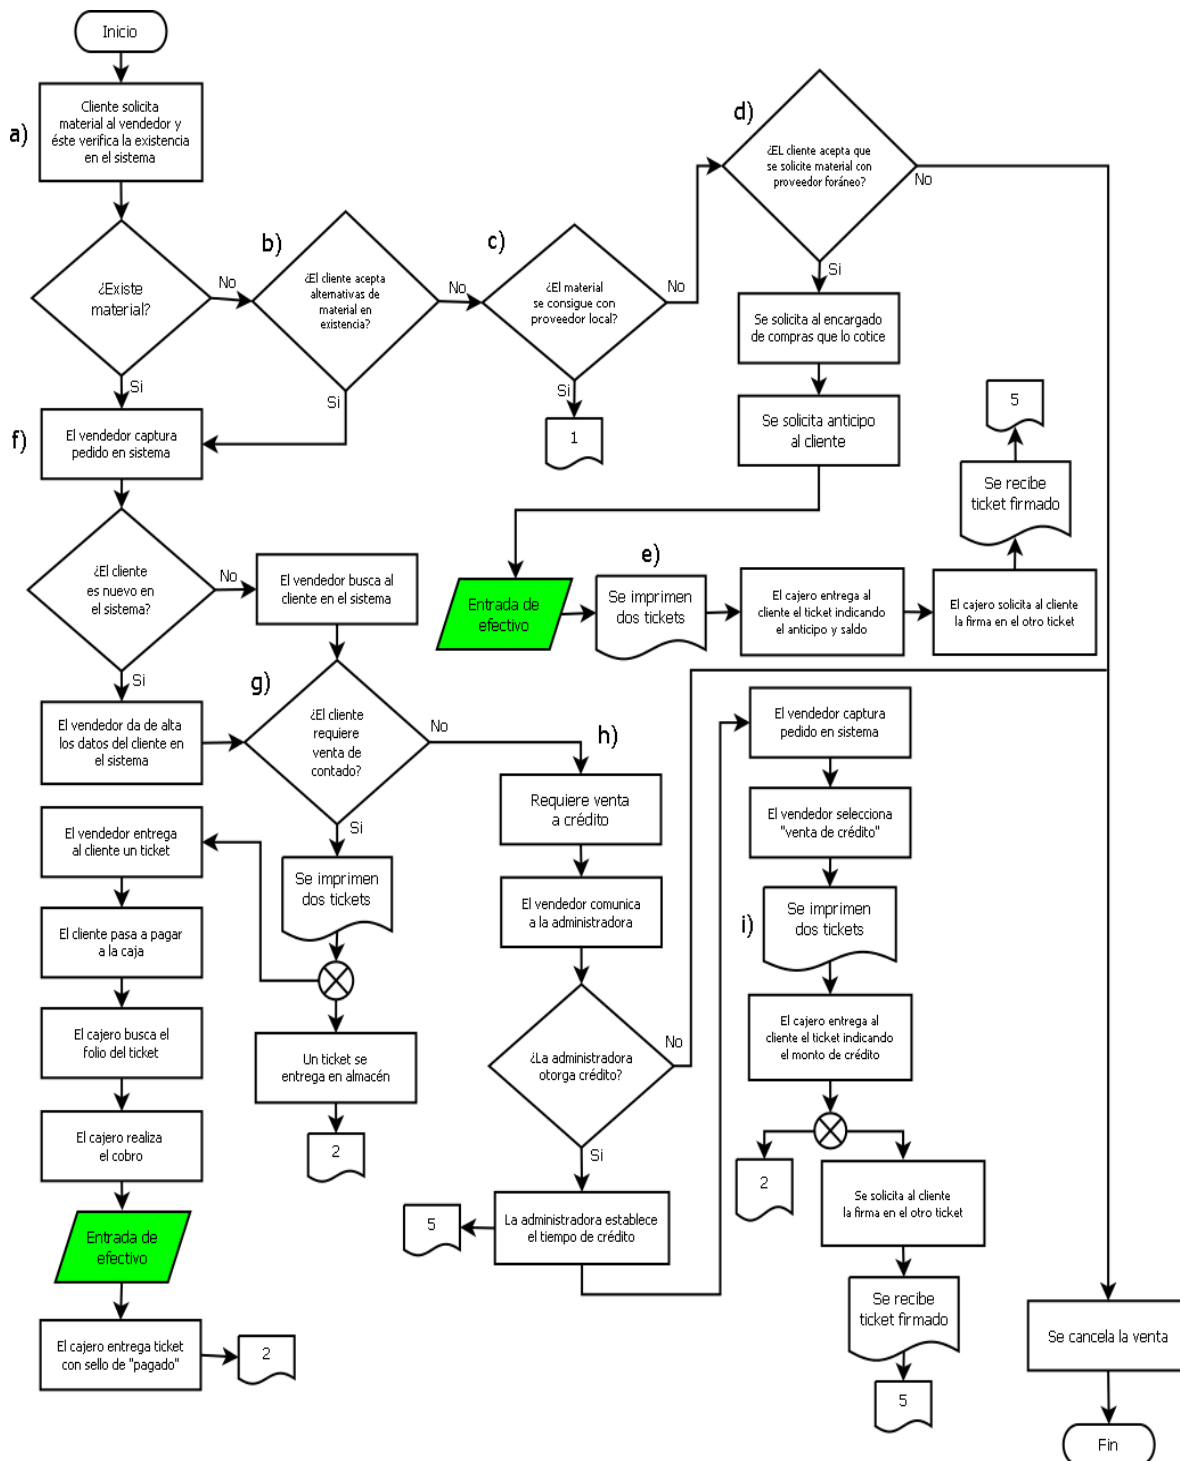 Inicio
a)
Cliente solicita
material al vendedor y
éste verifica la existencia
en el sistema
¿Existe
material?
No
Si
b)
¿El cliente acepta
alternativas de
material en
existencia?
No
Si
c)
¿El material
se consigue con
proveedor local?
No
Si
1
d)
¿EL cliente acepta que
se solicite material con
proveedor foráneo?
No
Si
Se solicita al encargado
de compras que lo cotice
Se solicita anticipo
al cliente
Entrada de
efectivo
e)
Se imprimen
dos tickets
El cajero entrega al
cliente el ticket indicando
el anticipo y saldo
El cajero solicita al cliente
la firma en el otro ticket
Se recibe
ticket firmado
5
f)
El vendedor captura
pedido en sistema
¿El cliente
es nuevo en
el sistema?
No
Si
El vendedor busca al
cliente en el sistema
El vendedor da de alta
los datos del cliente en
el sistema
g)
¿El cliente
requiere
venta de
contado?
No
Si
Se imprimen
dos tickets
Un ticket se
entrega en almacén
2
El vendedor entrega
al cliente un ticket
El cliente pasa a pagar
a la caja
El cajero busca el
folio del ticket
El cajero realiza
el cobro
Entrada de
efectivo
El cajero entrega ticket
con sello de "pagado"
2
h)
Requiere venta
a crédito
El vendedor comunica
a la administradora
¿La administradora
otorga crédito?
No
Si
La administradora establece
el tiempo de crédito
5
El vendedor captura
pedido en sistema
El vendedor selecciona
"venta de crédito"
i)
Se imprimen
dos tickets
El cajero entrega al
cliente el ticket indicando
el monto de crédito
2
Se solicita al cliente
la firma en el otro ticket
Se recibe
ticket firmado
5
Se cancela la venta
Fin